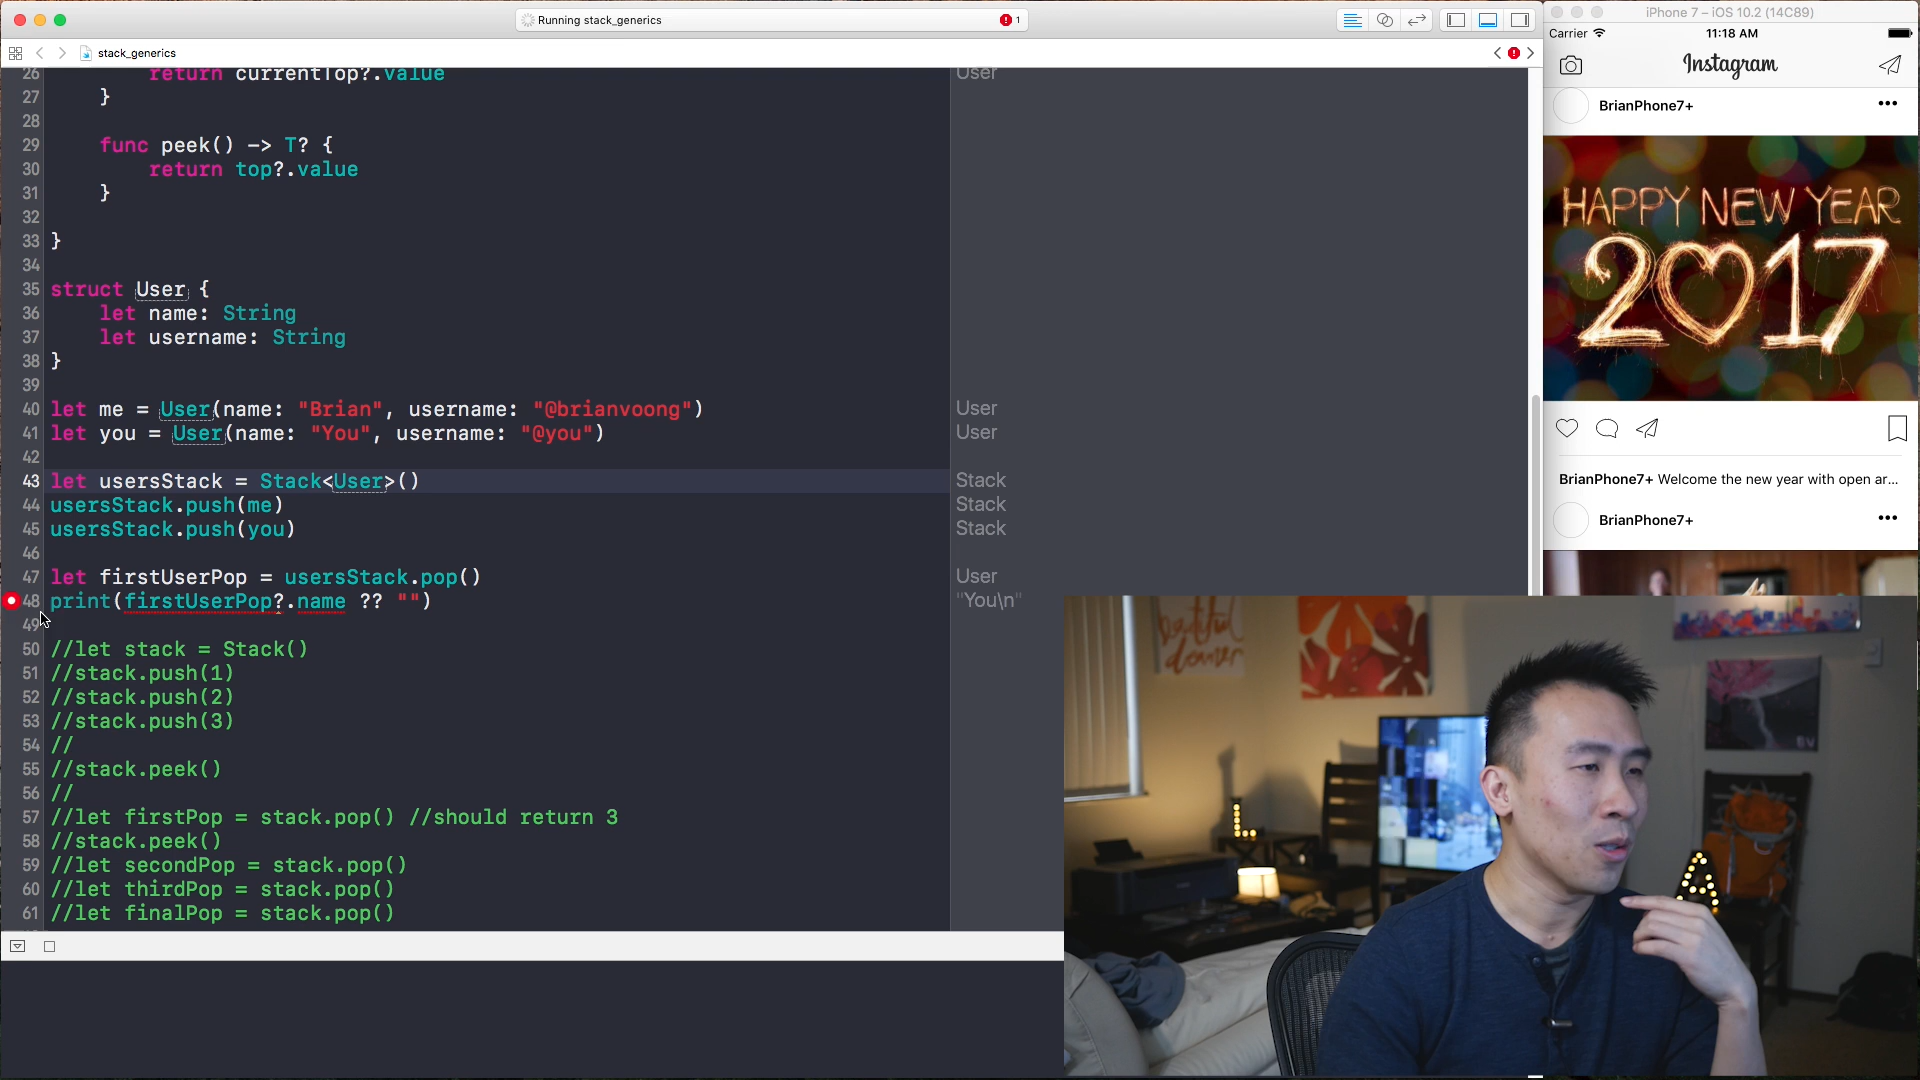 Running stack_generics
1
stack_generics
26 return currentTop?.value
User
27 }
28
29 func peek() -> T? {
30 return top?.value
31 }
32
33 }
34
35 struct User {
36 let name: String
37 let username: String
38 }
39
40 let me = User(name: "Brian", username: "@brianvoong")
User
41 let you = User(name: "You", username: "@you")
User
42
43 let usersStack = Stack<User>()
Stack
44 usersStack.push(me)
Stack
45 usersStack.push(you)
Stack
46
47 let firstUserPop = usersStack.pop()
User
48 print(firstUserPop?.name ?? "")
"You\n"
49
50 //let stack = Stack()
51 //stack.push(1)
52 //stack.push(2)
53 //stack.push(3)
54 //
55 //stack.peek()
56 //
57 //let firstPop = stack.pop() //should return 3
58 //stack.peek()
59 //let secondPop = stack.pop()
60 //let thirdPop = stack.pop()
61 //let finalPop = stack.pop()
iPhone 7 – iOS 10.2 (14C89)
Carrier 11:18 AM
Instagram
BrianPhone7+
HAPPY NEW YEAR
2017
BrianPhone7+ Welcome the new year with open ar...
BrianPhone7+
beautiful
dreamer
L
A